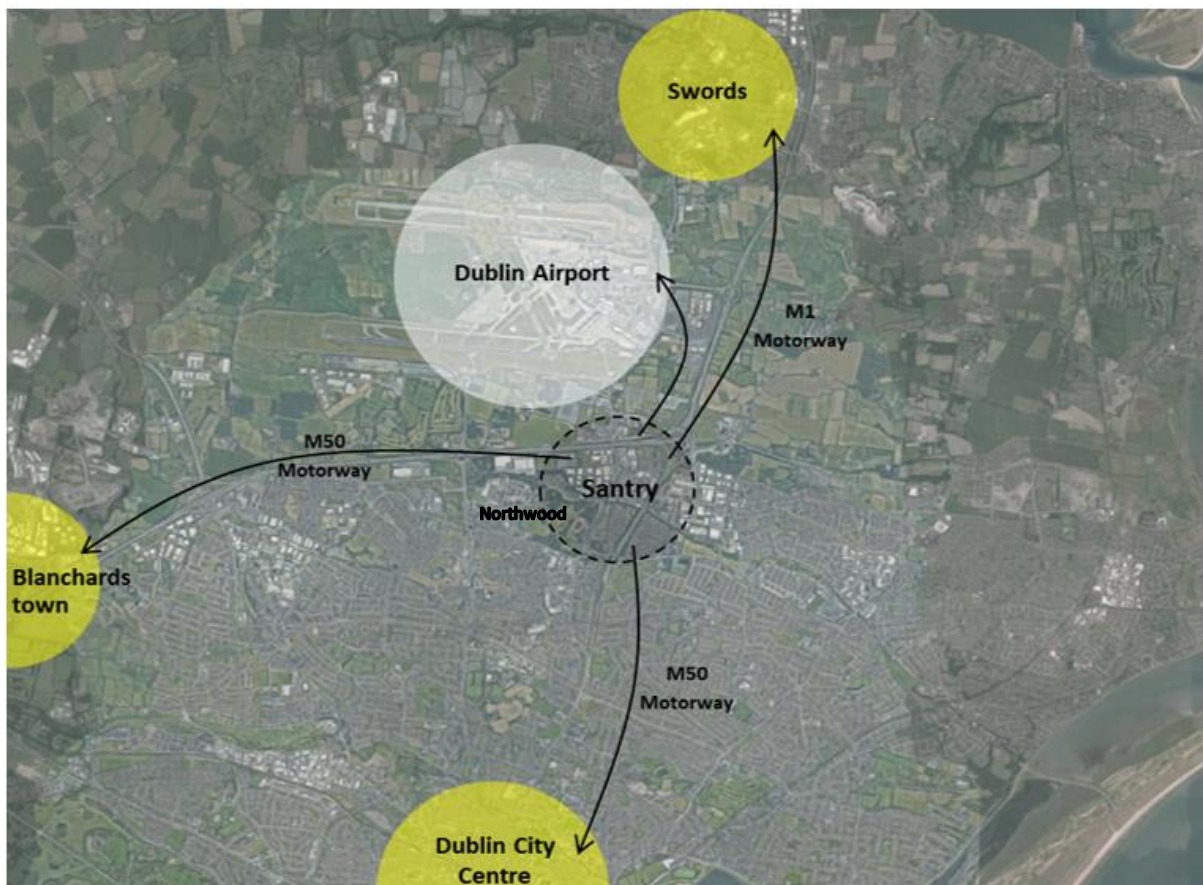 Swords
Dublin Airport
M1
Motorway
M50
Motorway
Santry
Northwood
Blanchards
town
M50
Motorway
Dublin City
Centre